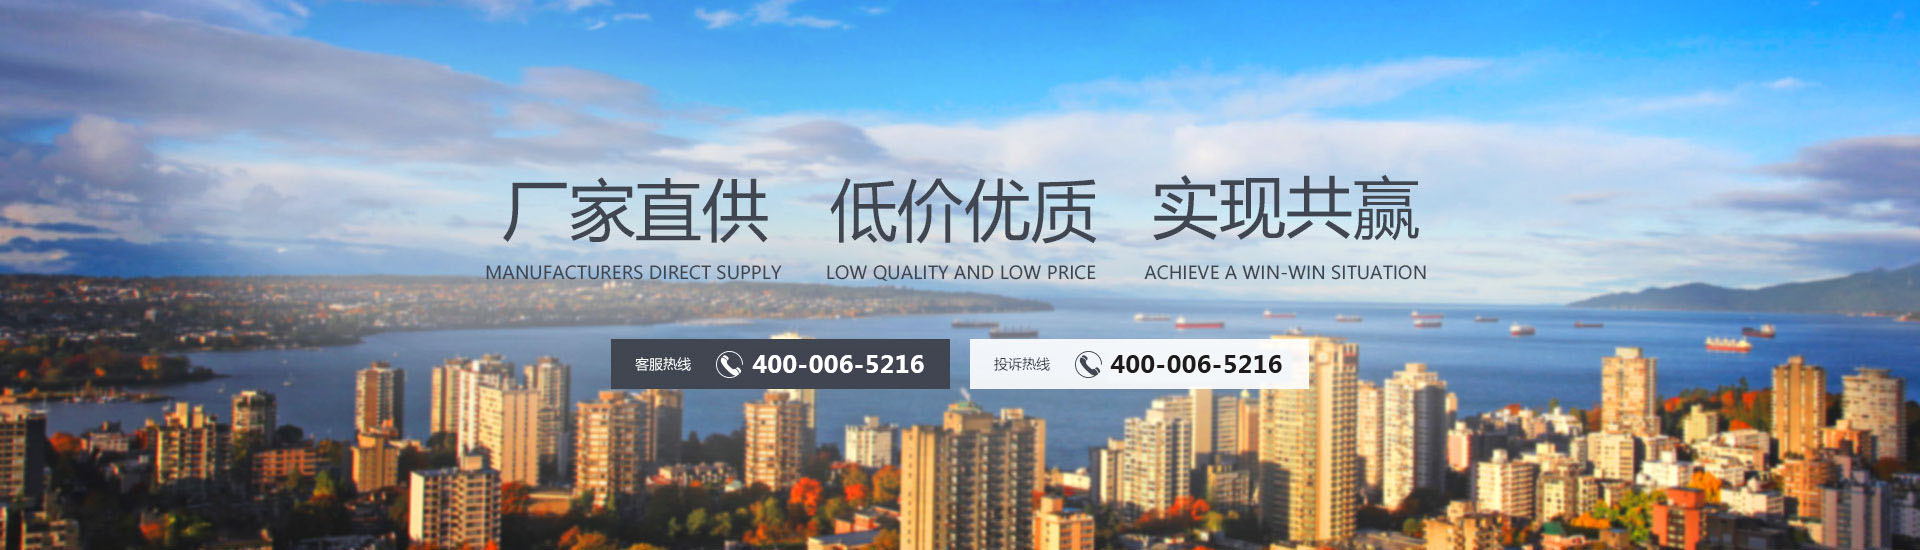 厂家直供 低价优质 实现共赢
MANUFACTURERS DIRECT SUPPLY LOW QUALITY AND LOW PRICE ACHIEVE A WIN-WIN SITUATION
客服热线 400-006-5216 投诉热线 400-006-5216